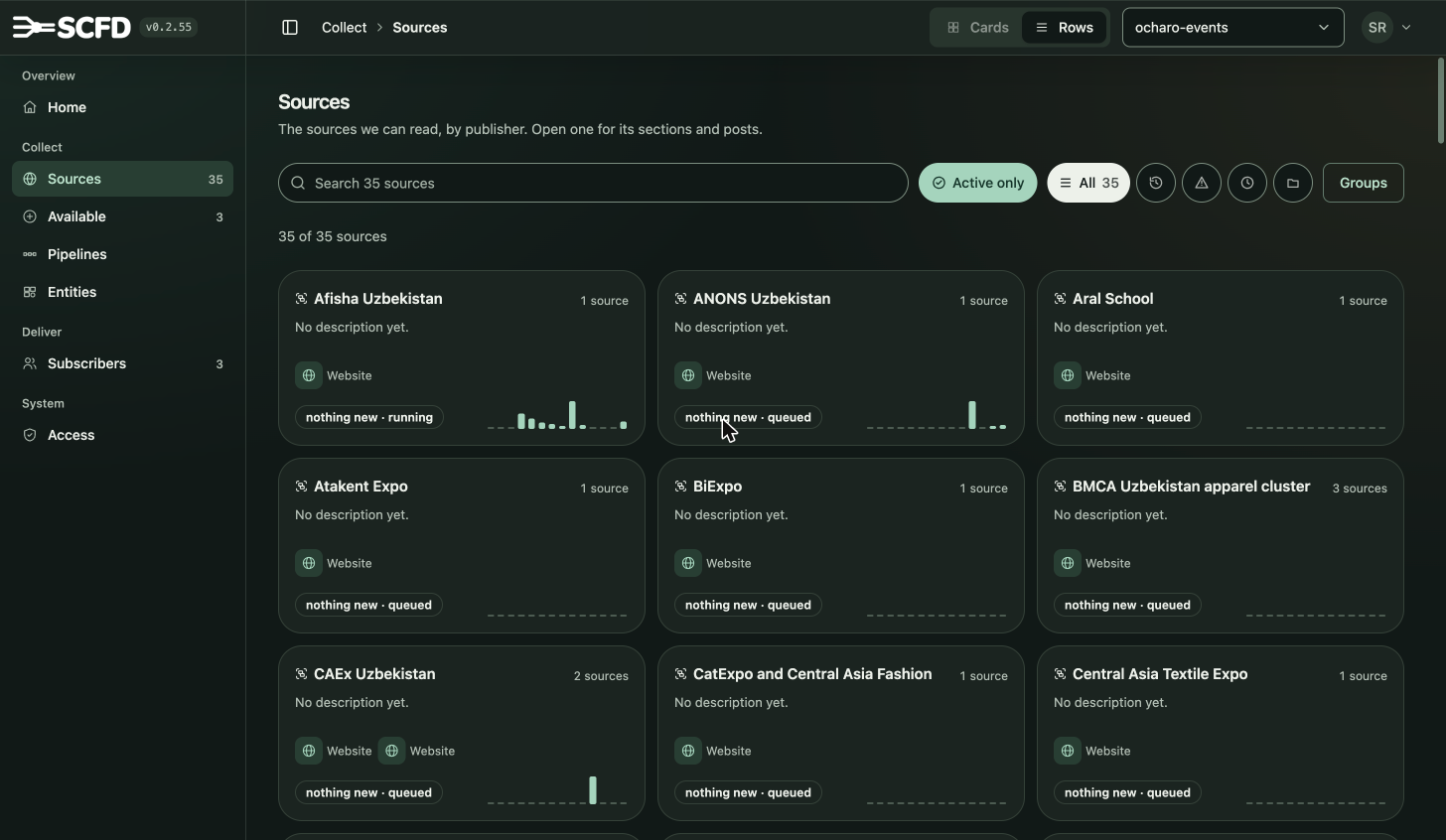 SCFD v0.2.55
Collect > Sources
Cards
Rows
ocharo-events
SR
Overview
Home
Collect
Sources 35
Available 3
Pipelines
Entities
Deliver
Subscribers 3
System
Access
Sources
The sources we can read, by publisher. Open one for its sections and posts.
Search 35 sources
Active only
All 35
Groups
35 of 35 sources
Afisha Uzbekistan 1 source
No description yet.
Website
nothing new · running
ANONS Uzbekistan 1 source
No description yet.
Website
nothing new · queued
Aral School 1 source
No description yet.
Website
nothing new · queued
Atakent Expo 1 source
No description yet.
Website
nothing new · queued
BiExpo 1 source
No description yet.
Website
nothing new · queued
BMCA Uzbekistan apparel cluster 3 sources
No description yet.
Website
nothing new · queued
CAEx Uzbekistan 2 sources
No description yet.
Website Website
nothing new · queued
CatExpo and Central Asia Fashion 1 source
No description yet.
Website
nothing new · queued
Central Asia Textile Expo 1 source
No description yet.
Website
nothing new · queued